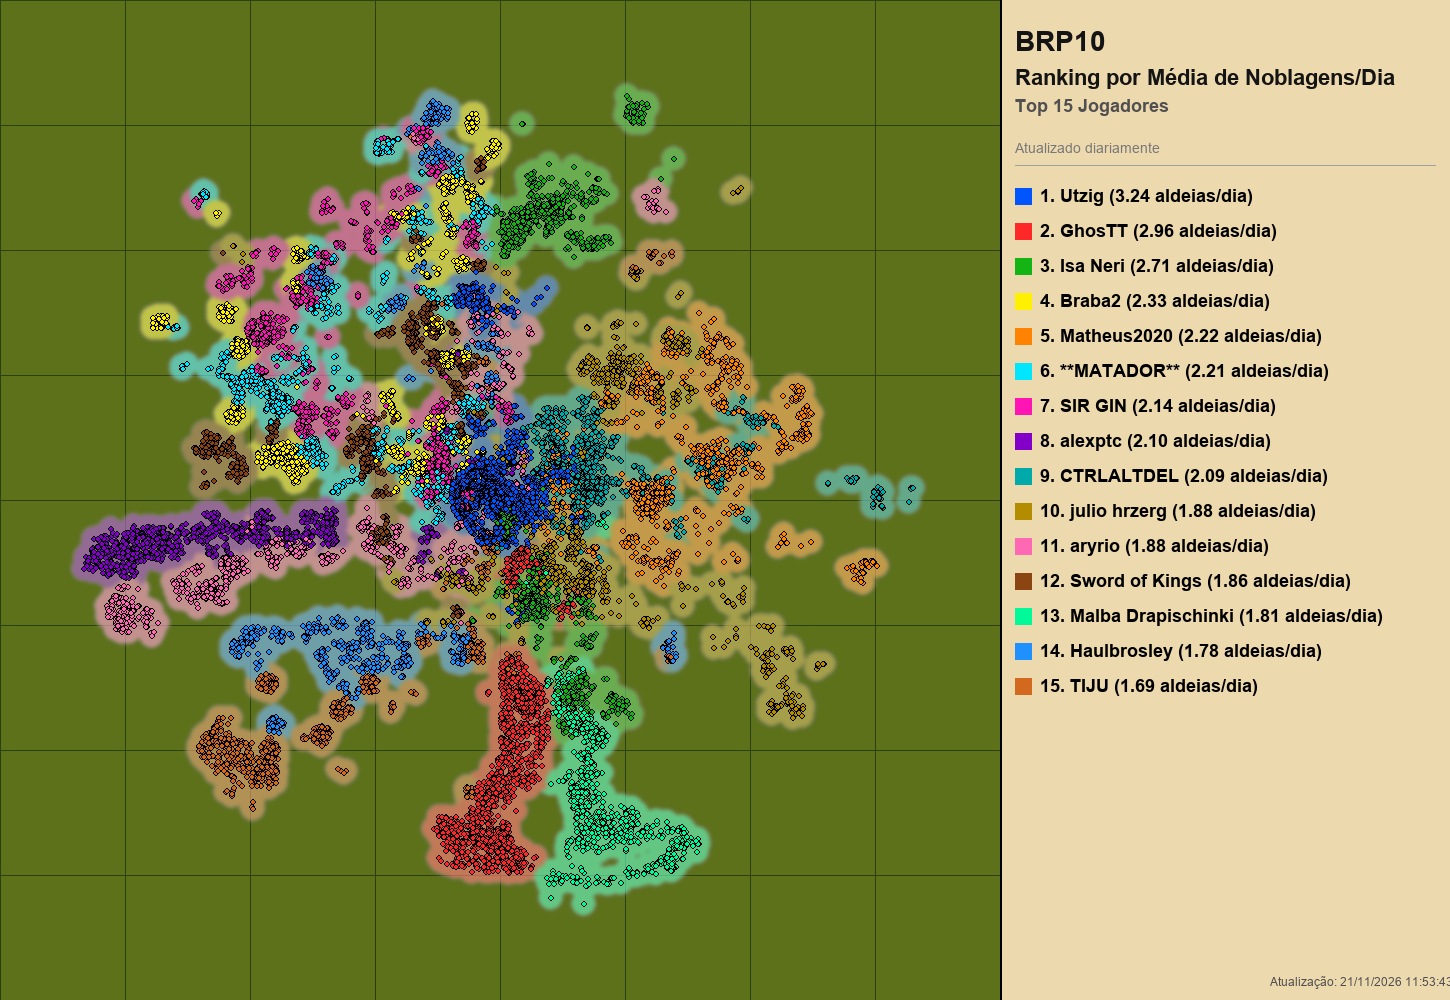 BRP10
Ranking por Média de Noblagens/Dia
Top 15 Jogadores
Atualizado diariamente
1. Utzig (3.24 aldeias/dia)
2. GhosTT (2.96 aldeias/dia)
3. Isa Neri (2.71 aldeias/dia)
4. Braba2 (2.33 aldeias/dia)
5. Matheus2020 (2.22 aldeias/dia)
6. **MATADOR** (2.21 aldeias/dia)
7. SIR GIN (2.14 aldeias/dia)
8. alexptc (2.10 aldeias/dia)
9. CTRLALTDEL (2.09 aldeias/dia)
10. julio hrzerg (1.88 aldeias/dia)
11. aryrio (1.88 aldeias/dia)
12. Sword of Kings (1.86 aldeias/dia)
13. Malba Drapischinki (1.81 aldeias/dia)
14. Haulbrosley (1.78 aldeias/dia)
15. TIJU (1.69 aldeias/dia)
Atualização: 21/11/2026 11:53:43